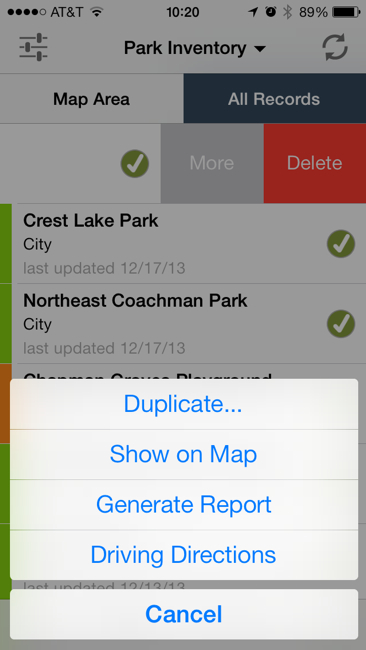 AT&T 10:20 89%
Park Inventory
Map Area All Records
More Delete
Crest Lake Park
City
last updated 12/17/13
Northeast Coachman Park
City
last updated 12/17/13
Chapman Groves Playground
Duplicate...
Show on Map
Generate Report
Driving Directions
last updated 12/13/13
Cancel